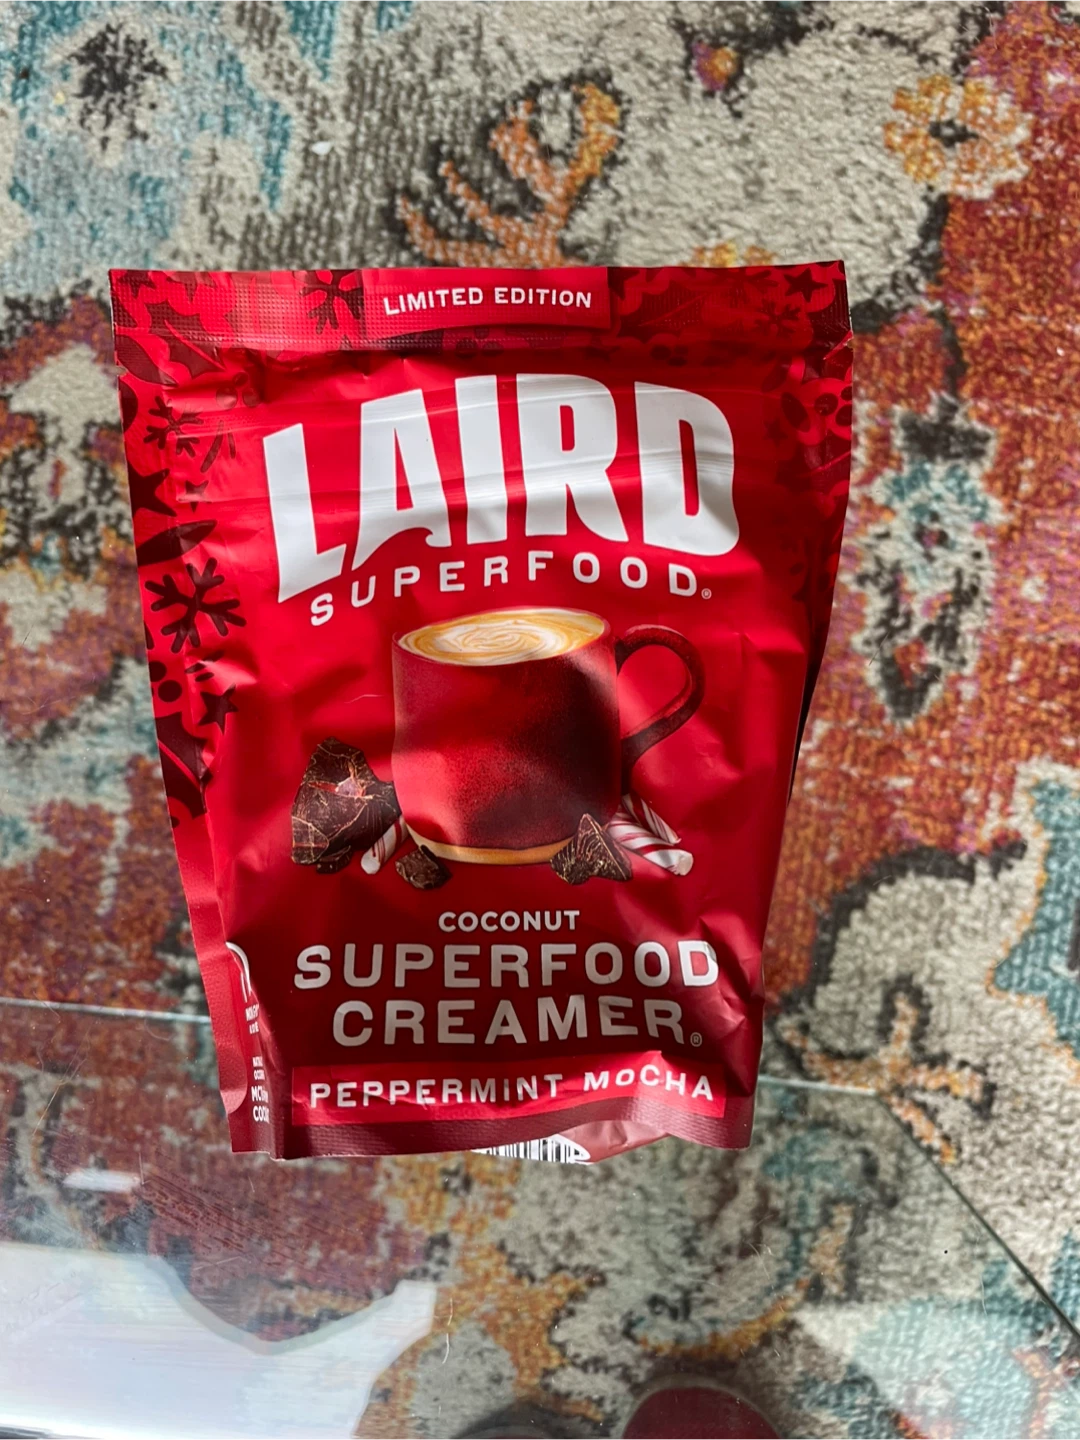 LIMITED EDITION
LAIRD
SUPERFOOD®
COCONUT
SUPERFOOD
CREAMER®
PEPPERMINT MOCHA